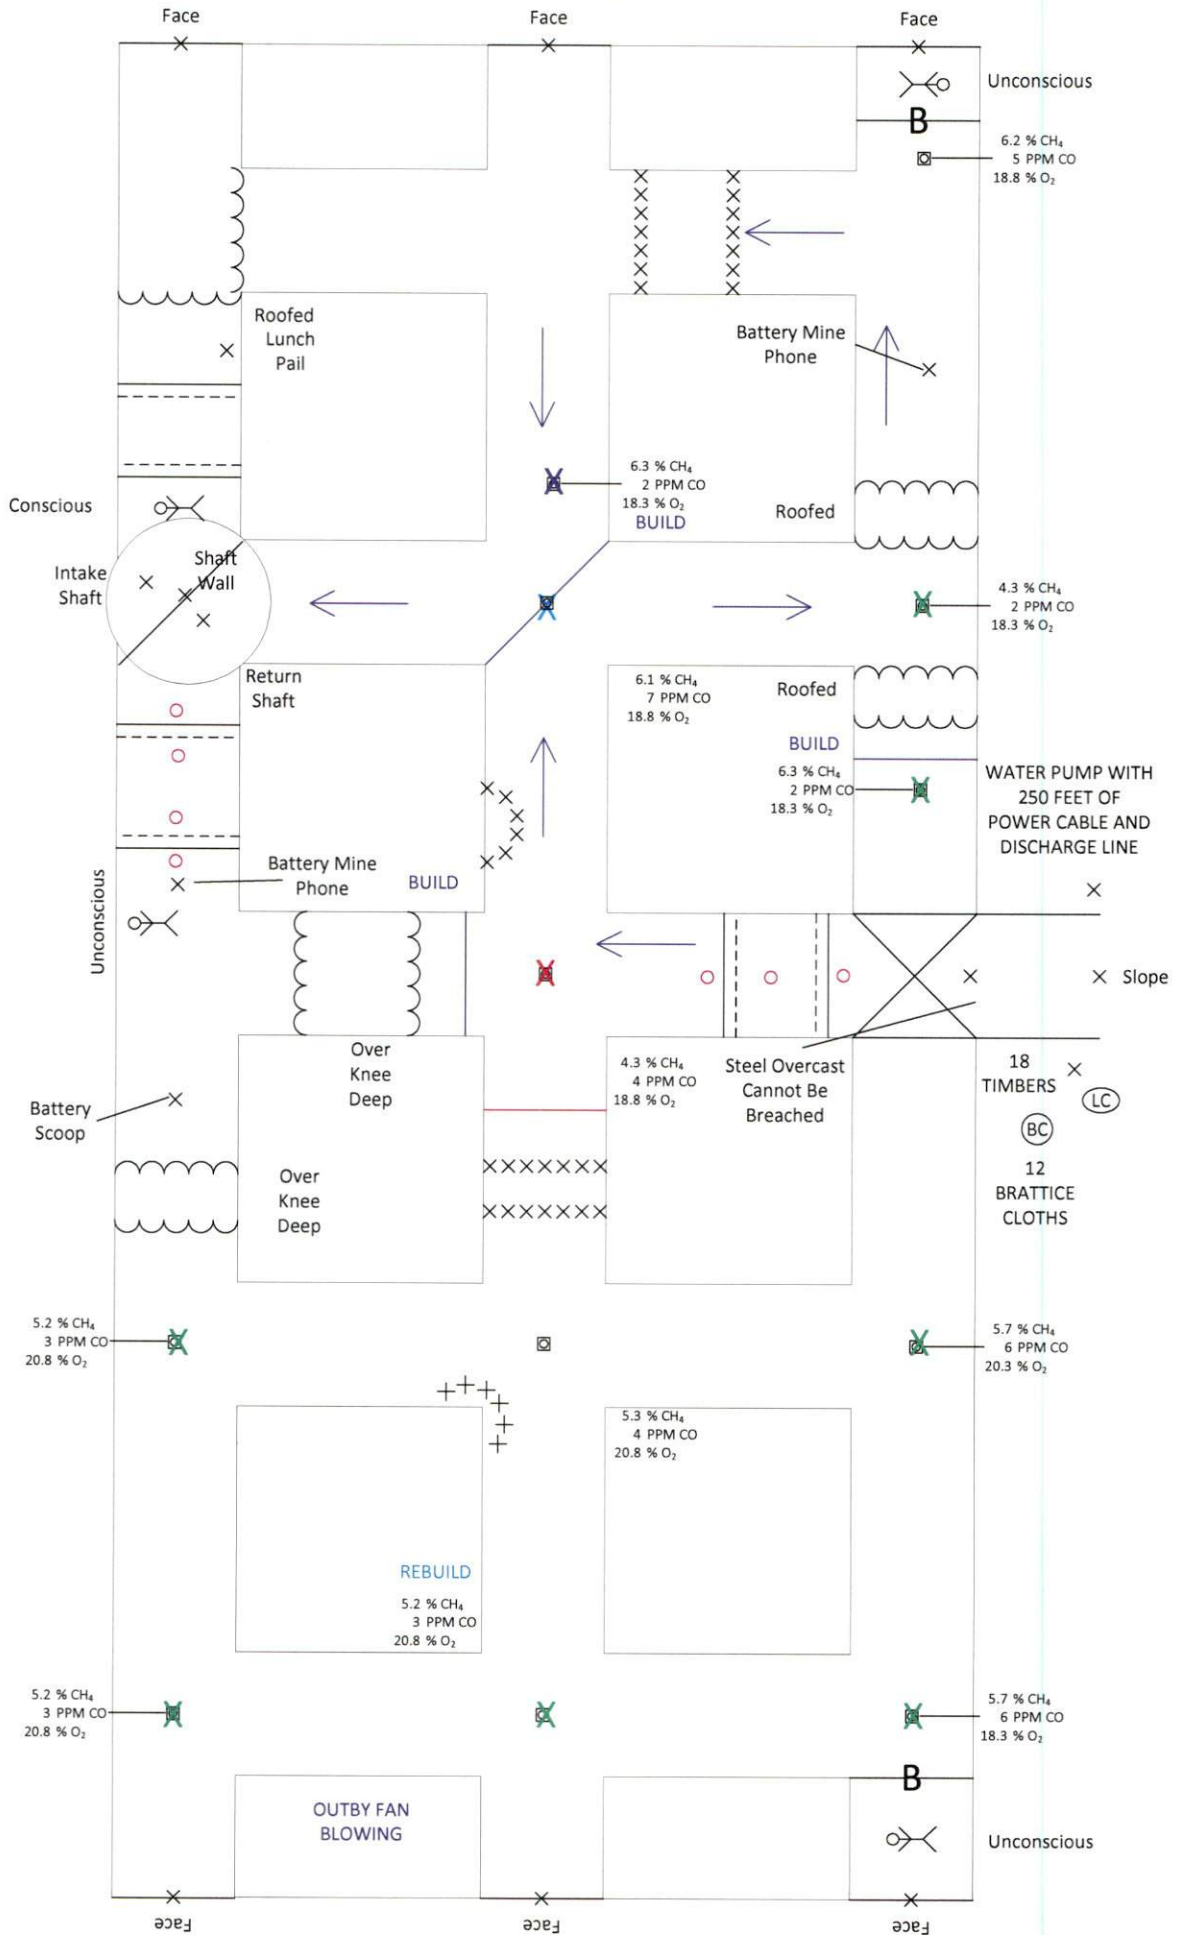 Face
Face
Face
Unconscious
B
6.2 % CH₄
5 PPM CO
18.8 % O₂
Roofed
Lunch
Pail
Battery Mine
Phone
6.3 % CH₄
2 PPM CO
18.3 % O₂
BUILD
Roofed
Conscious
Shaft
Wall
Intake
Shaft
4.3 % CH₄
2 PPM CO
18.3 % O₂
Return
Shaft
6.1 % CH₄
7 PPM CO
18.8 % O₂
Roofed
BUILD
6.3 % CH₄
2 PPM CO
18.3 % O₂
WATER PUMP WITH
250 FEET OF
POWER CABLE AND
DISCHARGE LINE
Battery Mine
Phone
BUILD
Unconscious
Slope
Over
Knee
Deep
4.3 % CH₄
4 PPM CO
18.8 % O₂
Steel Overcast
Cannot Be
Breached
18
TIMBERS
LC
BC
12
BRATTICE
CLOTHS
Battery
Scoop
Over
Knee
Deep
5.2 % CH₄
3 PPM CO
20.8 % O₂
5.7 % CH₄
6 PPM CO
20.3 % O₂
5.3 % CH₄
4 PPM CO
20.8 % O₂
REBUILD
5.2 % CH₄
3 PPM CO
20.8 % O₂
5.2 % CH₄
3 PPM CO
20.8 % O₂
5.7 % CH₄
6 PPM CO
18.3 % O₂
B
OUTBY FAN
BLOWING
Unconscious
Face
Face
Face